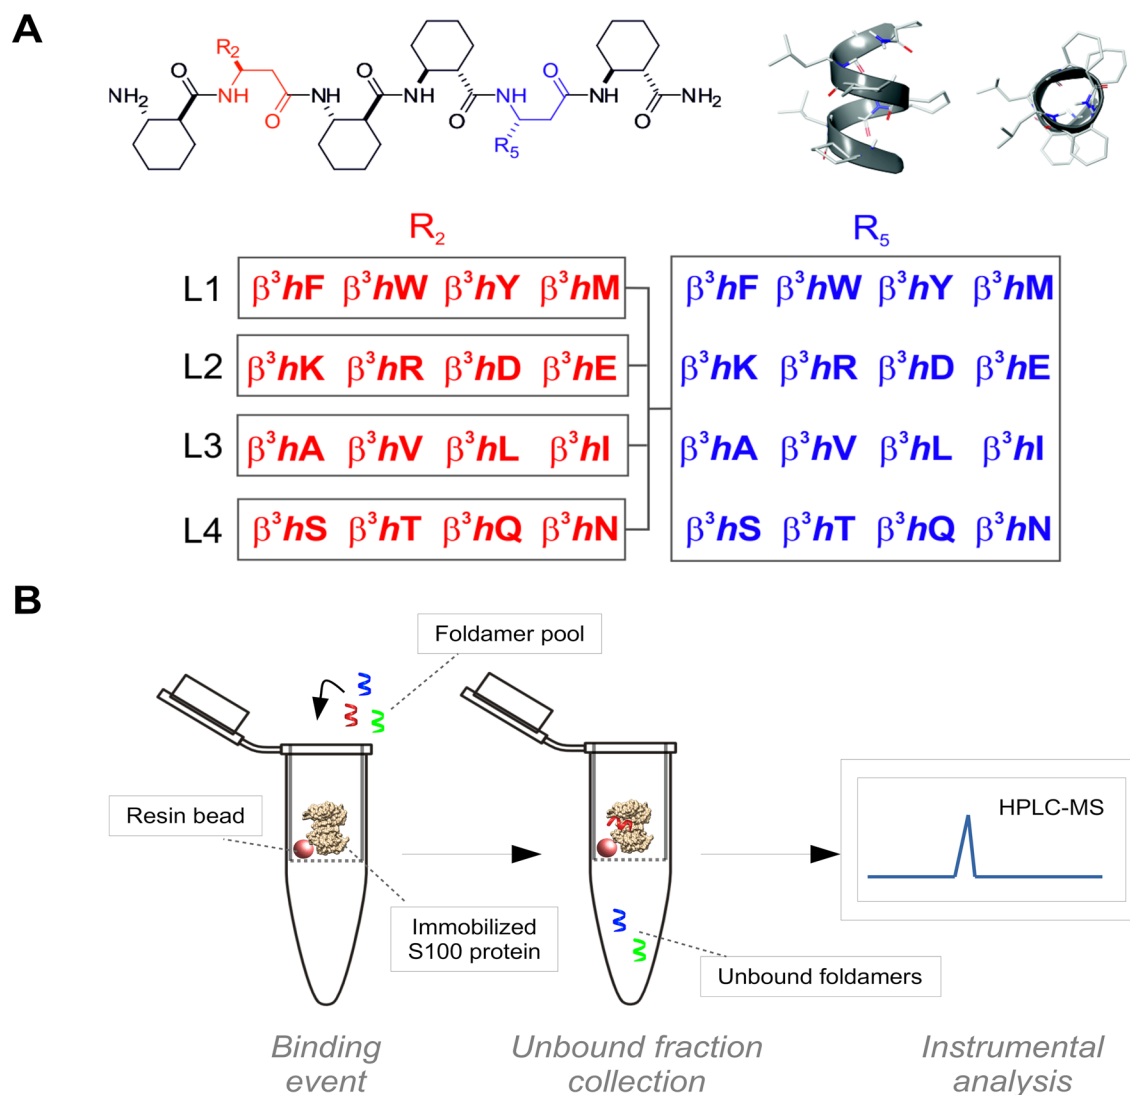 A
R2
O
O
O
O
NH2
NH
NH
NH
NH
NH
NH2
O
O
R5
R2
R5
L1
β³hF β³hW β³hY β³hM
β³hF β³hW β³hY β³hM
L2
β³hK β³hR β³hD β³hE
β³hK β³hR β³hD β³hE
L3
β³hA β³hV β³hL β³hI
β³hA β³hV β³hL β³hI
L4
β³hS β³hT β³hQ β³hN
β³hS β³hT β³hQ β³hN
B
Foldamer pool
Resin bead
HPLC-MS
Immobilized
S100 protein
Unbound foldamers
Binding
event
Unbound fraction
collection
Instrumental
analysis